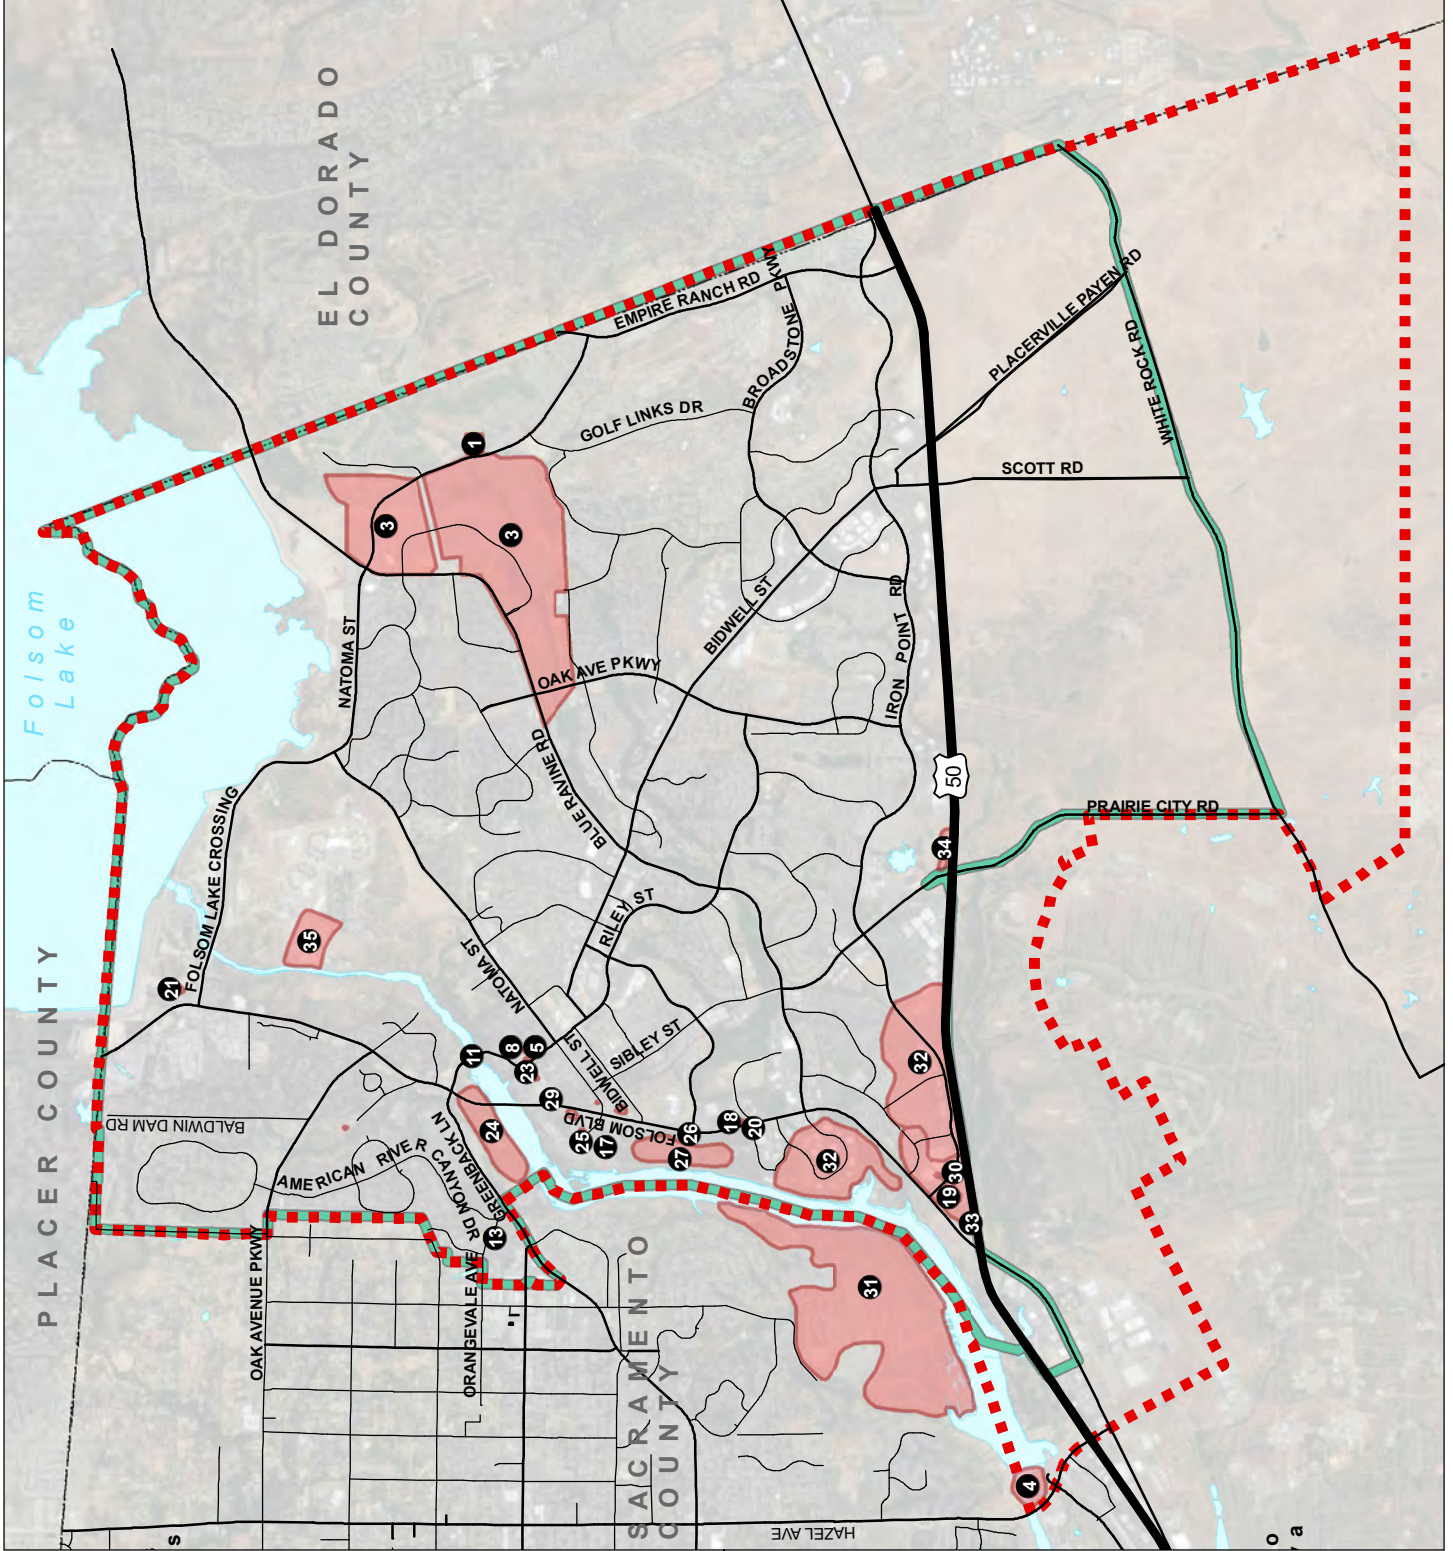 PLACER COUNTY
EL DORADO
COUNTY
SACRAMENTO
COUNTY
Folsom
Lake
FOLSOM LAKE CROSSING
NATOMA ST
NATOMA ST
EMPIRE RANCH RD
BROADSTONE PKWY
GOLF LINKS DR
PLACERVILLE PAYEN RD
WHITE ROCK RD
SCOTT RD
BIDWELL ST
OAK AVE PKWY
IRON POINT RD
BLUE RAVINE RD
RILEY ST
PRAIRIE CITY RD
SIBLEY ST
BIDWELL ST
BIDWELL
FOLSOM BLVD
BALDWIN DAM RD
AMERICAN RIVER CANYON RD
GREENBACK LN
OAK AVENUE PKWY
ORANGEVALE AVE
HAZEL AVE
50
1
3
3
4
5
8
11
13
17
18
19
20
21
23
24
25
26
27
29
30
31
32
32
33
34
35
s
o
a